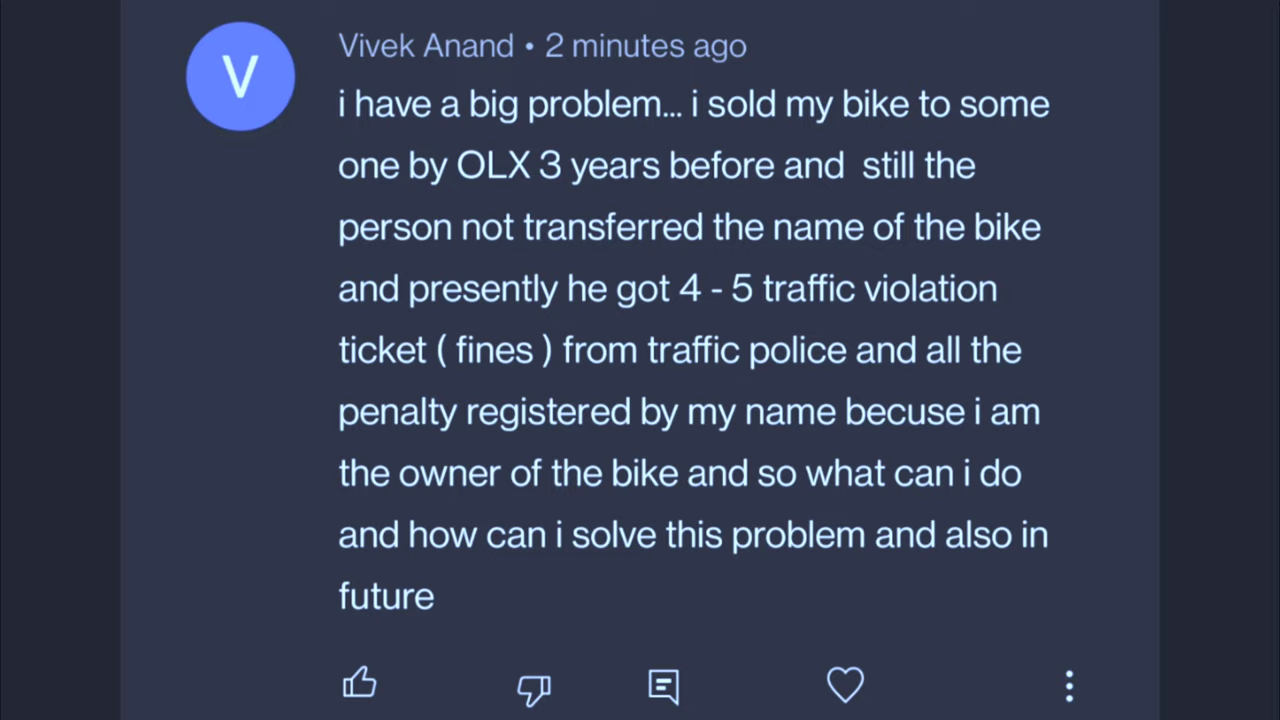 V
Vivek Anand • 2 minutes ago
i have a big problem... i sold my bike to some
one by OLX 3 years before and  still the
person not transferred the name of the bike
and presently he got 4 - 5 traffic violation
ticket ( fines ) from traffic police and all the
penalty registered by my name becuse i am
the owner of the bike and so what can i do
and how can i solve this problem and also in
future